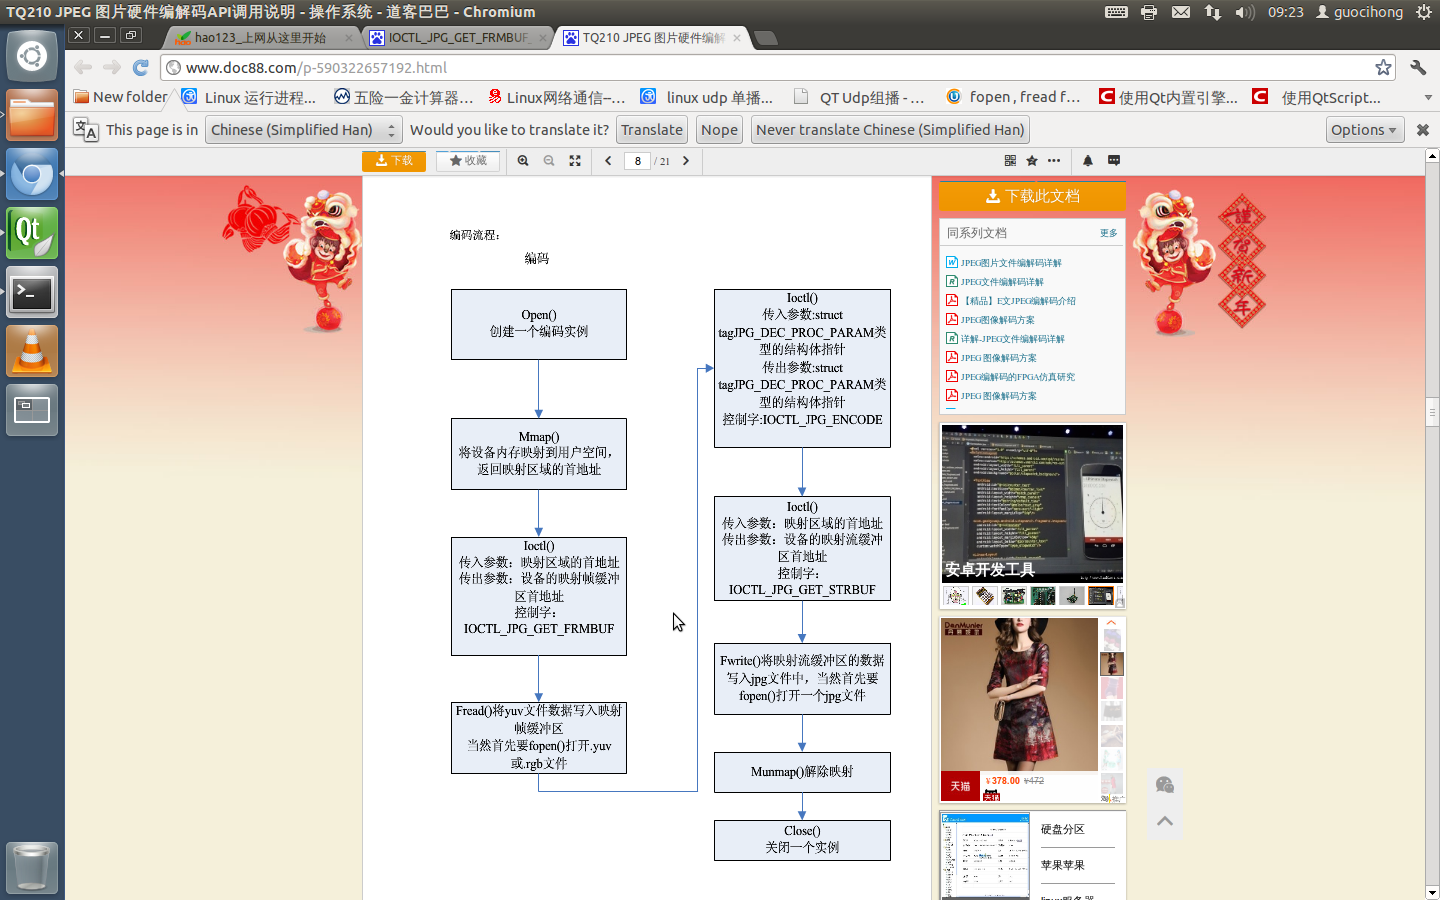 TQ210 JPEG 图片硬件编解码API调用说明 - 操作系统 - 道客巴巴 - Chromium
09:23
guocihong
hao123_上网从这里开始
IOCTL_JPG_GET_FRMBUF_
TQ210 JPEG 图片硬件编解
www.doc88.com/p-590322657192.html
New folder
Linux 运行进程...
五险一金计算器...
Linux网络通信--...
linux udp 单播...
QT Udp组播 - ...
fopen , fread f...
使用Qt内置引擎...
使用QtScript...
This page is in
Chinese (Simplified Han)
Would you like to translate it?
Translate
Nope
Never translate Chinese (Simplified Han)
Options
下载
收藏
8
/ 21
编码流程：
编码
Open()
创建一个编码实例
Mmap()
将设备内存映射到用户空间，
返回映射区域的首地址
Ioctl()
传入参数：映射区域的首地址
传出参数：设备的映射帧缓冲
区首地址
控制字：
IOCTL_JPG_GET_FRMBUF
Fread()将yuv文件数据写入映射
帧缓冲区
当然首先要fopen()打开.yuv
或.rgb文件
Ioctl()
传入参数:struct
tagJPG_DEC_PROC_PARAM类
型的结构体指针
传出参数:struct
tagJPG_DEC_PROC_PARAM类
型的结构体指针
控制字:IOCTL_JPG_ENCODE
Ioctl()
传入参数：映射区域的首地址
传出参数：设备的映射流缓冲
区首地址
控制字：
IOCTL_JPG_GET_STRBUF
Fwrite()将映射流缓冲区的数据
写入jpg文件中，当然首先要
fopen()打开一个jpg文件
Munmap()解除映射
Close()
关闭一个实例
下载此文档
同系列文档
更多
JPEG图片文件编解码详解
JPEG文件编解码详解
【精品】E文JPEG编解码介绍
JPEG图像解码方案
详解-JPEG文件编解码详解
JPEG 图像解码方案
JPEG编解码的FPGA仿真研究
JPEG 图像解码方案
安卓开发工具
DenMunier
天猫
¥378.00
¥472
天猫
硬盘分区
苹果苹果
謹
賀
新
年